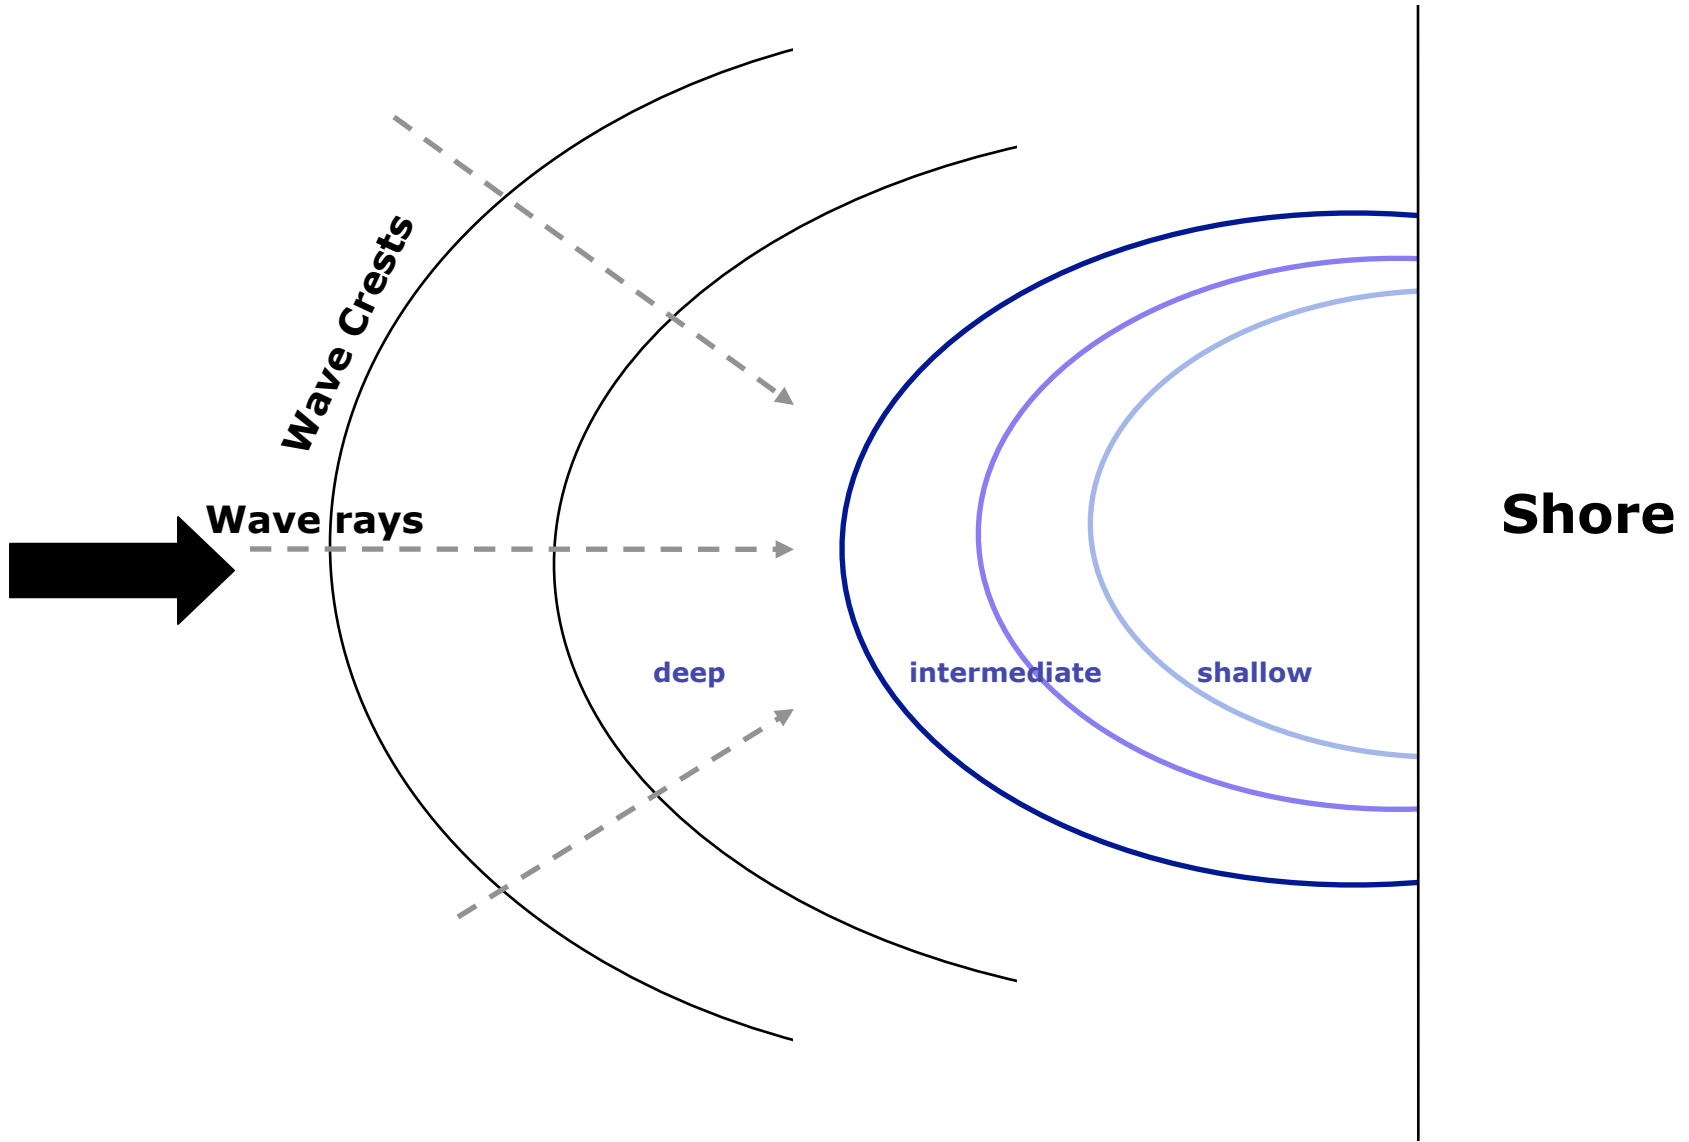 Wave Crests
Wave rays
Shore
deep
intermediate
shallow